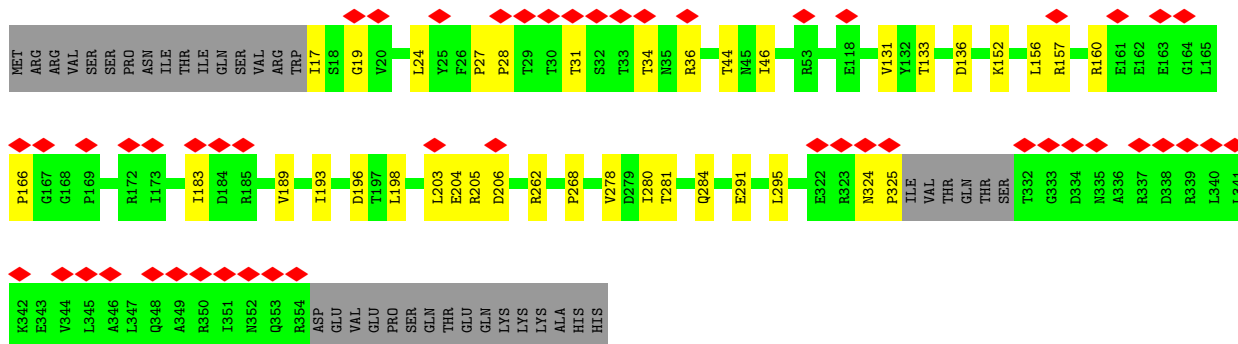 MET ARG ARG VAL SER SER PRO ASN ILE THR ILE GLN SER VAL ARG TRP I17 S18 G19 V20 L24 Y25 F26 P27 P28 T29 T30 T31 S32 T33 T34 N35 R36 T44 N45 I46 R53 E118 V131 Y132 T133 D136 K152 L156 R157 R160 E161 E162 E163 G164 L165
P166 G167 G168 P169 R172 I173 I183 D184 R185 V189 I193 D196 T197 L198 L203 E204 R205 D206 R262 P268 V278 D279 I280 T281 Q284 E291 L295 E322 R323 N324 P325 ILE VAL THR GLN THR SER T332 G333 D334 N335 A336 R337 D338 R339 L340 L341
K342 E343 V344 L345 A346 L347 Q348 A349 R350 I351 N352 Q353 R354 ASP GLU VAL GLU PRO SER GLN THR GLU GLN LYS LYS LYS ALA HIS HIS